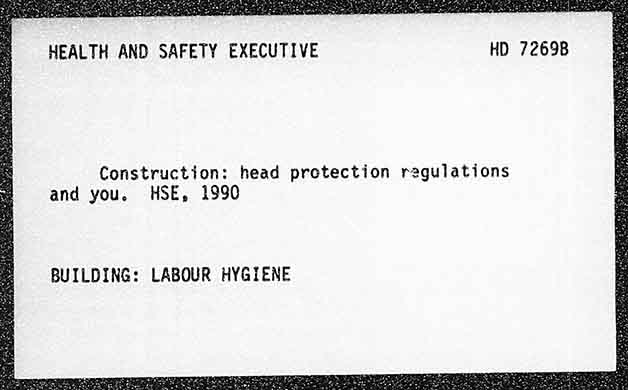 HEALTH AND SAFETY EXECUTIVE HD 7269B
Construction: head protection regulations
and you. HSE, 1990
BUILDING: LABOUR HYGIENE